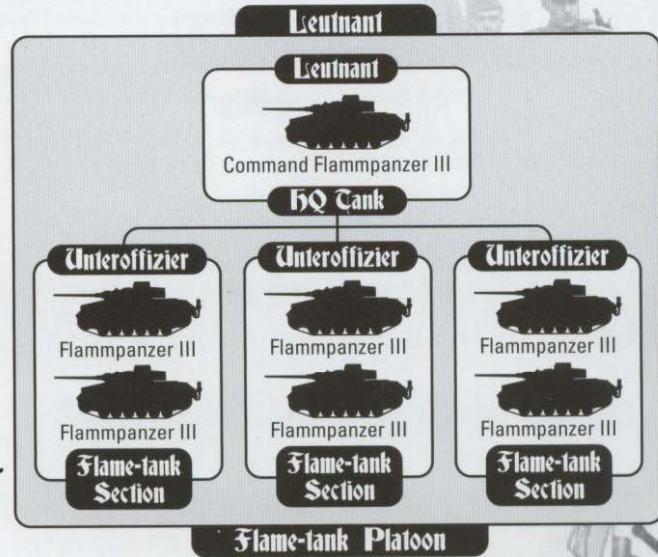 Leutnant
Leutnant
Command Flammpanzer III
HQ Tank
Unteroffizier
Flammpanzer III
Flammpanzer III
Flame-tank
Section
Unteroffizier
Flammpanzer III
Flammpanzer III
Flame-tank
Section
Unteroffizier
Flammpanzer III
Flammpanzer III
Flame-tank
Section
Flame-tank Platoon